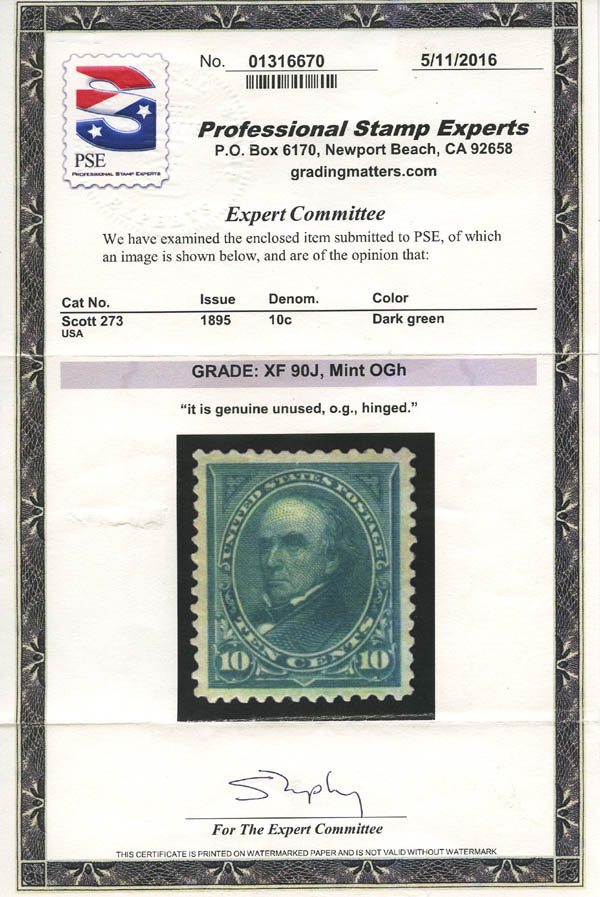 No. 01316670 5/11/2016
PSE
PROFESSIONAL STAMP EXPERTS
Professional Stamp Experts
P.O. Box 6170, Newport Beach, CA 92658
gradingmatters.com
Expert Committee
We have examined the enclosed item submitted to PSE, of which
an image is shown below, and are of the opinion that:
Cat No. Issue Denom. Color
Scott 273 1895 10c Dark green
USA
GRADE: XF 90J, Mint OGh
“it is genuine unused, o.g., hinged.”
UNITED STATES POSTAGE
TEN CENTS
10 10
For The Expert Committee
THIS CERTIFICATE IS PRINTED ON WATERMARKED PAPER AND IS NOT VALID WITHOUT WATERMARK